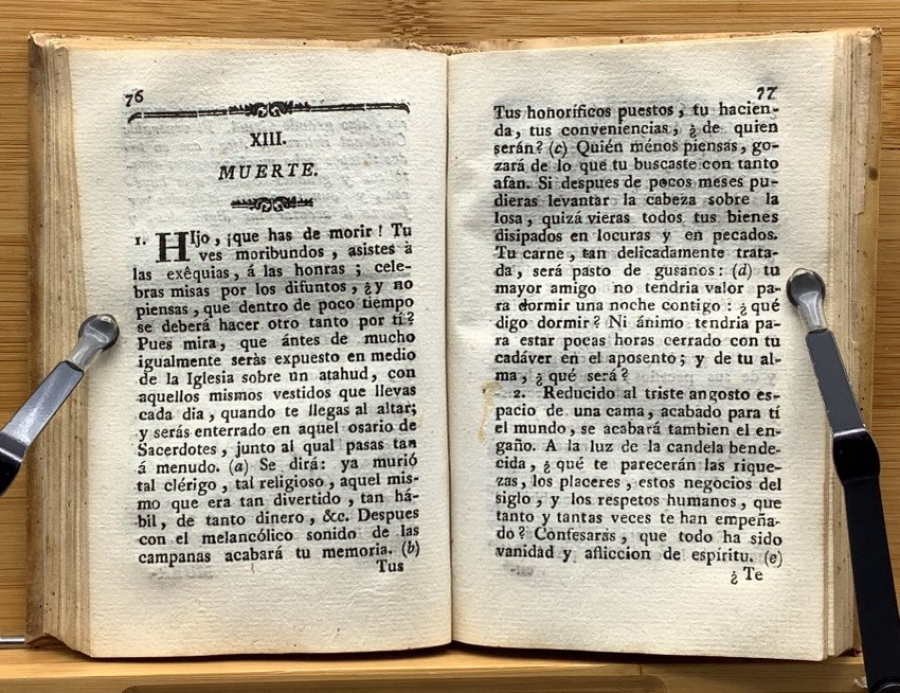 76
XIII.
MUERTE.
1. HIjo, ¡que has de morir! Tu
ves moribundos, asistes á
las exêquias, á las honras; cele-
bras misas por los difuntos, ¿y no
piensas, que dentro de poco tiempo
se deberá hacer otro tanto por tí?
Pues mira, que ántes de mucho
igualmente serás expuesto en medio
de la Iglesia sobre un atahud, con
aquellos mismos vestidos que llevas
cada dia, quando te llegas al altar;
y serás enterrado en aquel osario de
Sacerdotes, junto al qual pasas tan
á menudo. (a) Se dirá: ya murió
tal clérigo, tal religioso, aquel mis-
mo que era tan divertido, tan há-
bil, de tanto dinero, &c. Despues
con el melancólico sonido de las
campanas acabará tu memoria. (b)
Tus
77
Tus honoríficos puestos, tu hacien-
da, tus conveniencias, ¿de quien
serán? (c) Quién ménos piensas, go-
zará de lo que tu buscaste con tanto
afan. Si despues de pocos meses pu-
dieras levantar la cabeza sobre la
losa, quizá vieras todos tus bienes
disipados en locuras y en pecados.
Tu carne, tan delicadamente trata-
da, será pasto de gusanos: (d) tu
mayor amigo no tendria valor pa-
ra dormir una noche contigo: ¿qué
digo dormir? Ni ánimo tendria pa-
ra estar pocas horas cerrado con tu
cadáver en el aposento; y de tu al-
ma, ¿qué será?
2. Reducido al triste angosto es-
pacio de una cama, acabado para tí
el mundo, se acabará tambien el en-
gaño. A la luz de la candela bende-
cida, ¿qué te parecerán las rique-
zas, los placeres, estos negocios del
siglo, y los respetos humanos, que
tanto y tantas veces te han empeña-
do? Confesarás, que todo ha sido
vanidad y afliccion de espíritu. (e)
¿Te